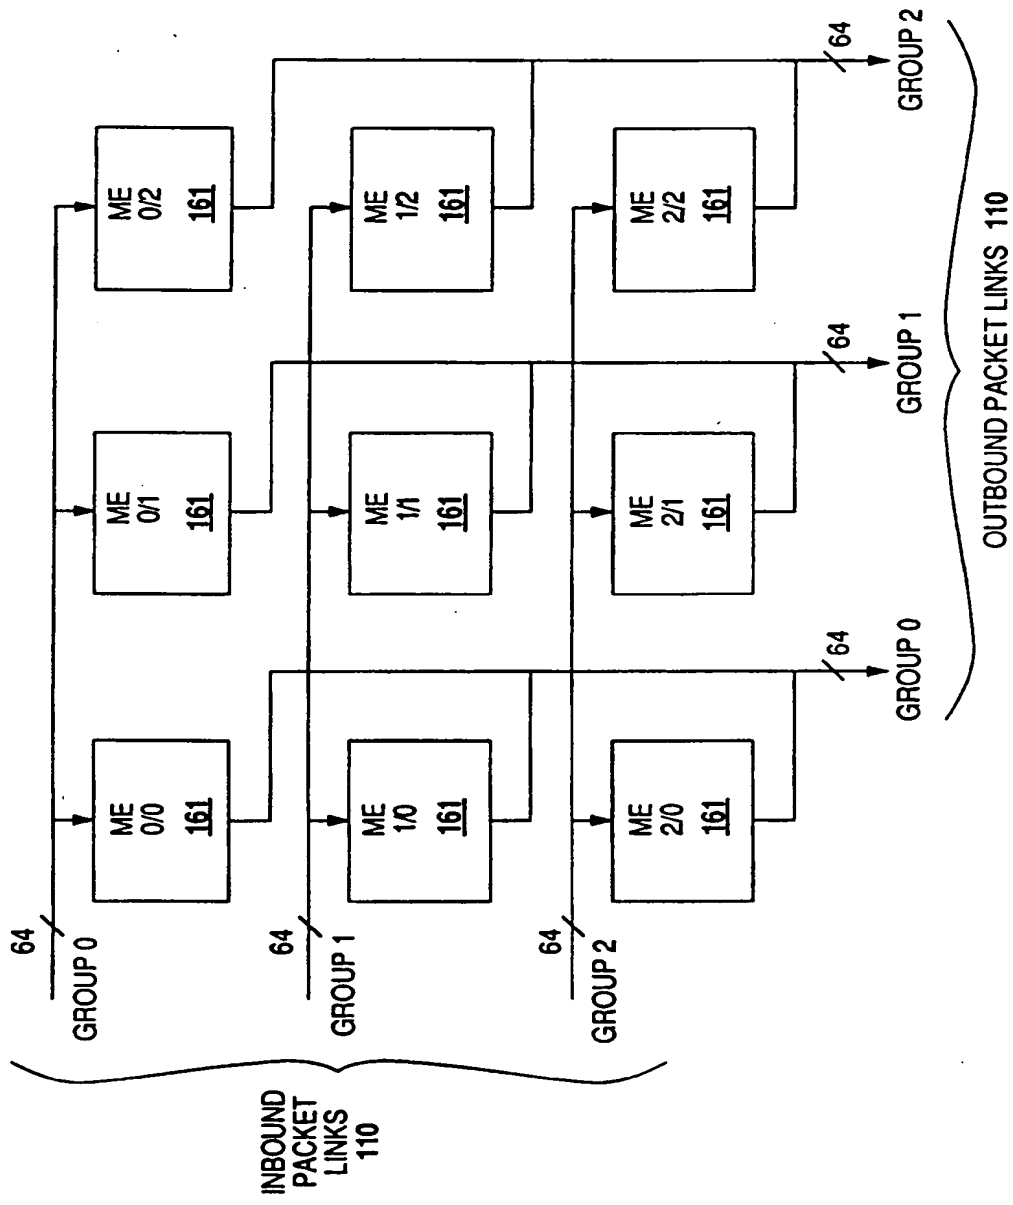 INBOUND
PACKET
LINKS
110
64
GROUP 0
ME
0/0
161
ME
0/1
161
ME
0/2
161
64
GROUP 1
ME
1/0
161
ME
1/1
161
ME
1/2
161
64
GROUP 2
ME
2/0
161
ME
2/1
161
ME
2/2
161
64
64
64
GROUP 0
GROUP 1
GROUP 2
OUTBOUND PACKET LINKS 110